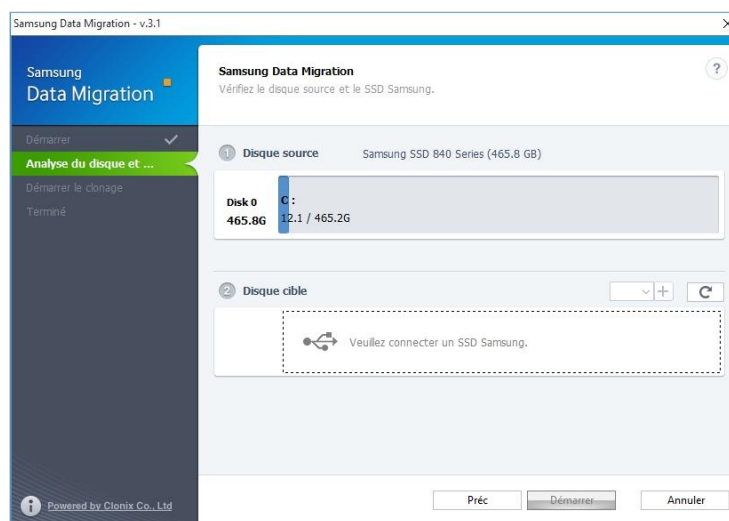 Samsung Data Migration - v.3.1
Samsung
Data Migration
Samsung Data Migration
Vérifiez le disque source et le SSD Samsung.
?
Démarrer
Analyse du disque et ...
Démarrer le clonage
Terminé
1 Disque source Samsung SSD 840 Series (465.8 GB)
Disk 0
465.8G
C :
12.1 / 465.2G
2 Disque cible
Veuillez connecter un SSD Samsung.
Powered by Clonix Co., Ltd
Préc Démarrer Annuler